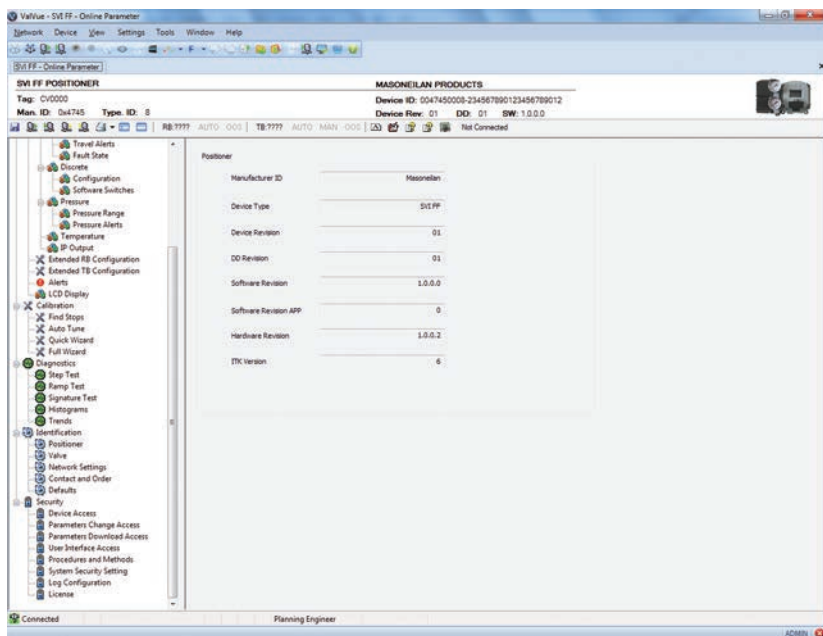 ValVue - SVI FF - Online Parameter
Network Device View Settings Tools Window Help
SVI FF - Online Parameter
SVI FF POSITIONER
MASONEILAN PRODUCTS
Tag: CV0000
Device ID: 0047450008-234567890123456789012
Man. ID: 0x4745 Type. ID: 8
Device Rev: 01 DD: 01 SW: 1.0.0.0
RB:???? AUTO OOS TB:???? AUTO MAN OOS Not Connected
Travel Alerts
Fault State
Discrete
Configuration
Software Switches
Pressure
Pressure Range
Pressure Alerts
Temperature
IP Output
Extended RB Configuration
Extended TB Configuration
Alerts
LCD Display
Calibration
Find Stops
Auto Tune
Quick Wizard
Full Wizard
Diagnostics
Step Test
Ramp Test
Signature Test
Histograms
Trends
Identification
Positioner
Valve
Network Settings
Contact and Order
Defaults
Security
Device Access
Parameters Change Access
Parameters Download Access
User Interface Access
Procedures and Methods
System Security Setting
Log Configuration
License
Positioner
Manufacturer ID Masoneilan
Device Type SVI FF
Device Revision 01
DD Revision 01
Software Revision 1.0.0.0
Software Revision APP 0
Hardware Revision 1.0.0.2
ITK Version 6
Connected
Planning Engineer
ADMIN